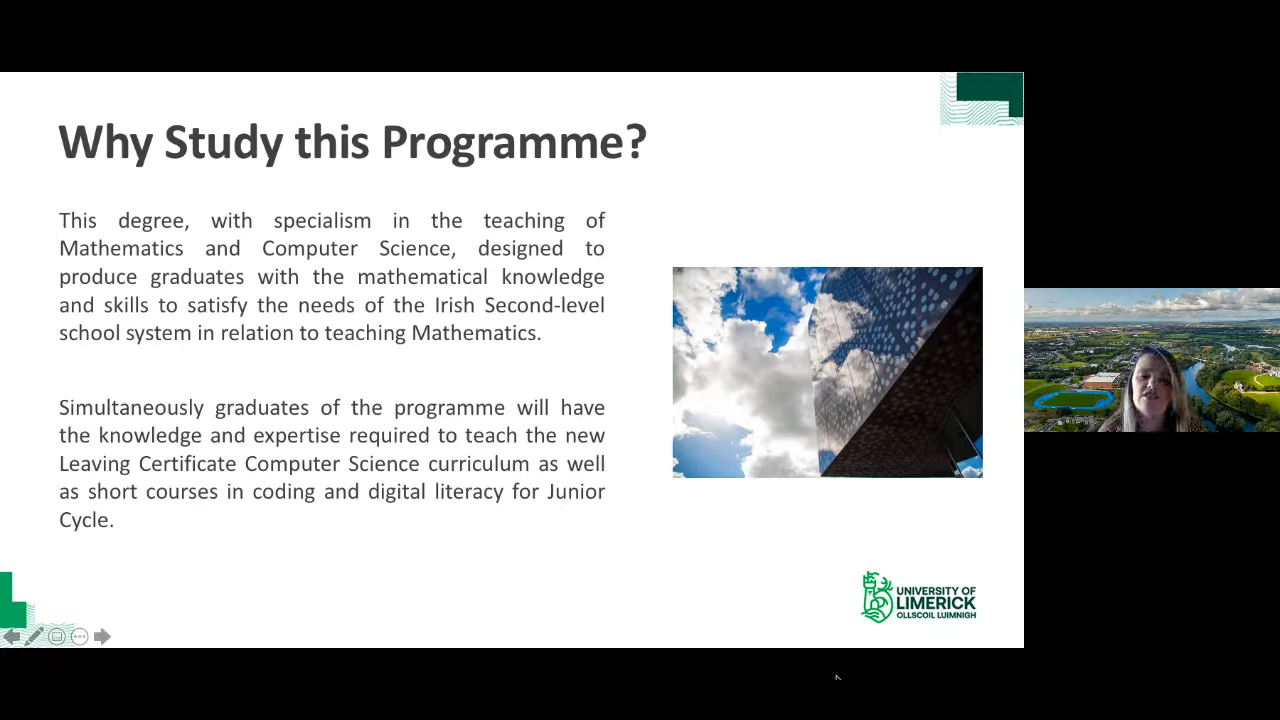 Why Study this Programme?
This degree, with specialism in the teaching of
Mathematics and Computer Science, designed to
produce graduates with the mathematical knowledge
and skills to satisfy the needs of the Irish Second-level
school system in relation to teaching Mathematics.
Simultaneously graduates of the programme will have
the knowledge and expertise required to teach the new
Leaving Certificate Computer Science curriculum as well
as short courses in coding and digital literacy for Junior
Cycle.
UNIVERSITY OF
LIMERICK
OLLSCOIL LUIMNIGH